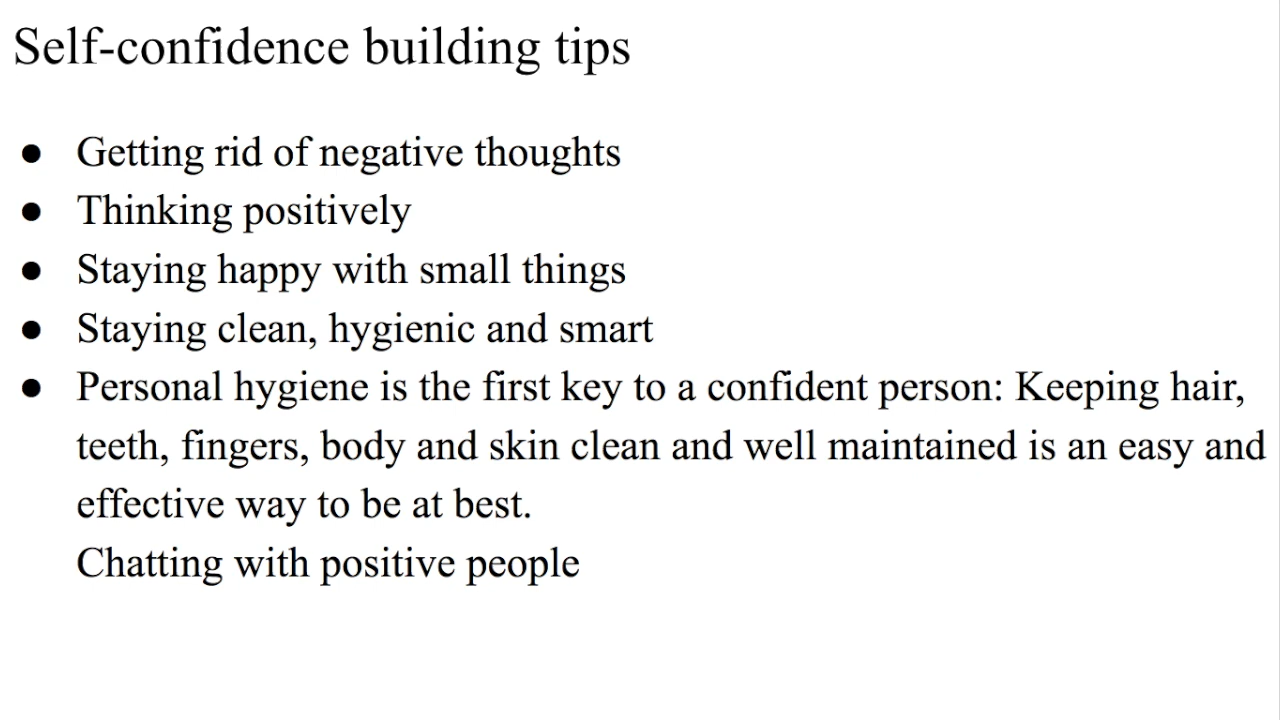 Self-confidence building tips
● Getting rid of negative thoughts
● Thinking positively
● Staying happy with small things
● Staying clean, hygienic and smart
● Personal hygiene is the first key to a confident person: Keeping hair,
teeth, fingers, body and skin clean and well maintained is an easy and
effective way to be at best.
Chatting with positive people